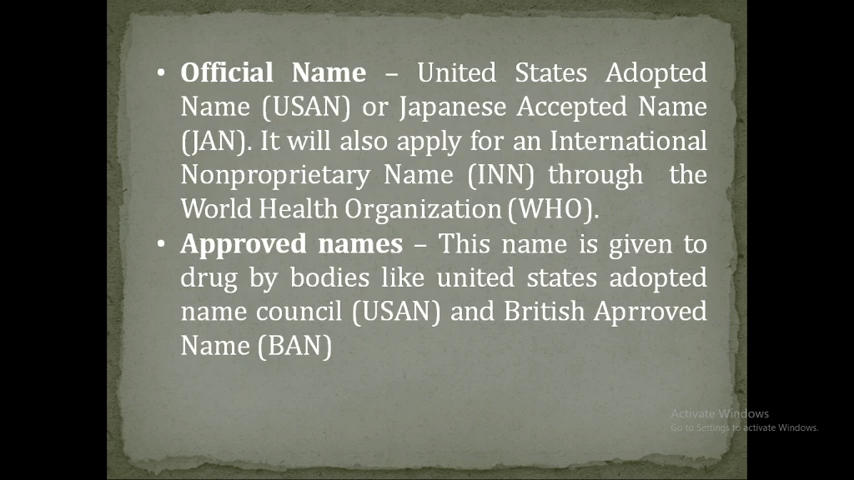 • Official Name – United States Adopted
Name (USAN) or Japanese Accepted Name
(JAN). It will also apply for an International
Nonproprietary Name (INN) through the
World Health Organization (WHO).
• Approved names – This name is given to
drug by bodies like united states adopted
name council (USAN) and British Aprroved
Name (BAN)
Activate Windows
Go to Settings to activate Windows.